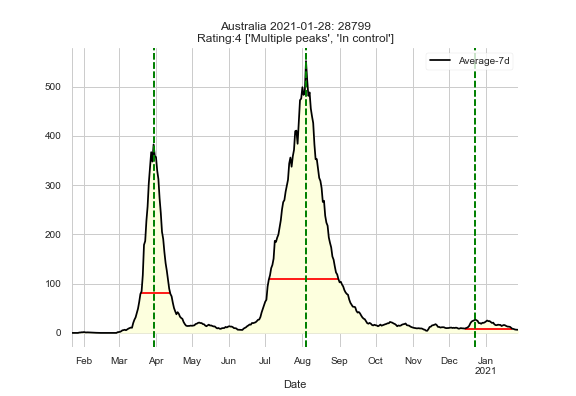 Australia 2021-01-28: 28799
Rating:4 ['Multiple peaks', 'In control']
Average-7d
500
400
300
200
100
0
Feb Mar Apr May Jun Jul Aug Sep Oct Nov Dec Jan
2021
Date